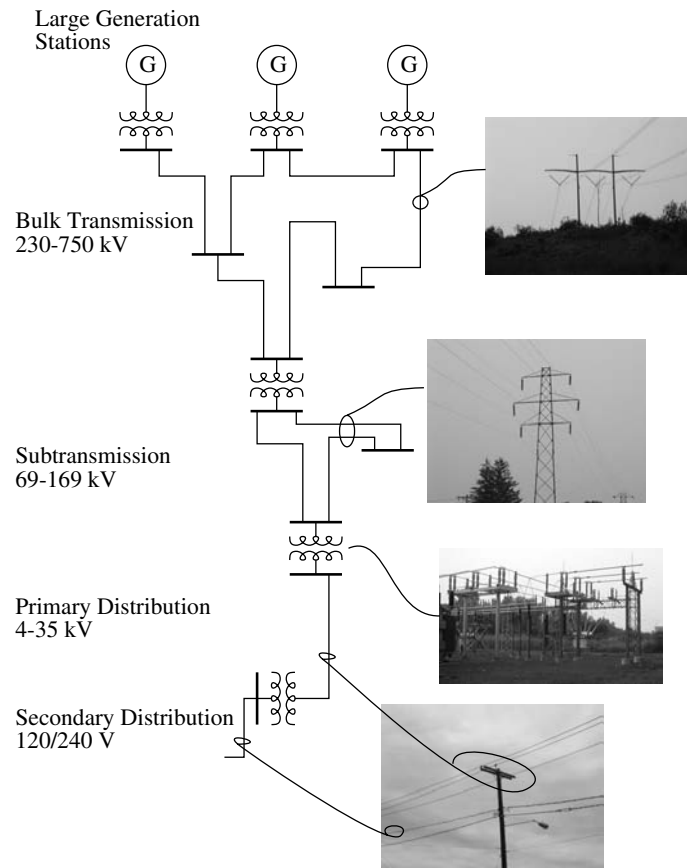 Large Generation
Stations
G
G
G
Bulk Transmission
230-750 kV
Subtransmission
69-169 kV
Primary Distribution
4-35 kV
Secondary Distribution
120/240 V